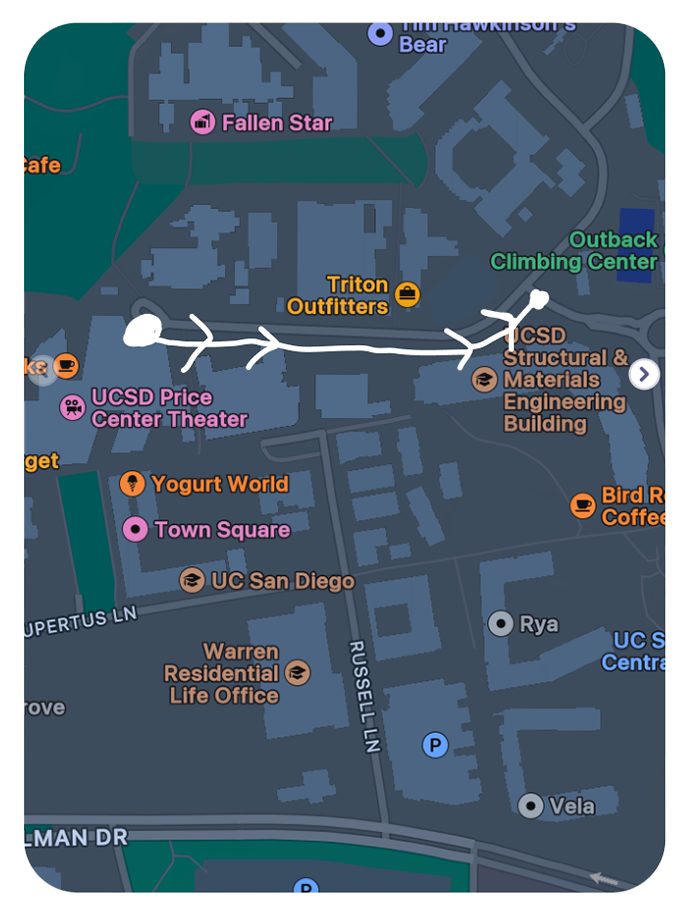 Tim Hawkinson's
Bear
Fallen Star
Cafe
Outback
Climbing Center
Triton
Outfitters
UCSD
Structural &
Materials
Engineering
Building
ks
UCSD Price
Center Theater
get
Yogurt World
Bird R
Coffee
Town Square
UC San Diego
UPERTUS LN
Rya
UC S
Centra
Warren
Residential
Life Office
RUSSELL LN
rove
P
Vela
LMAN DR
P